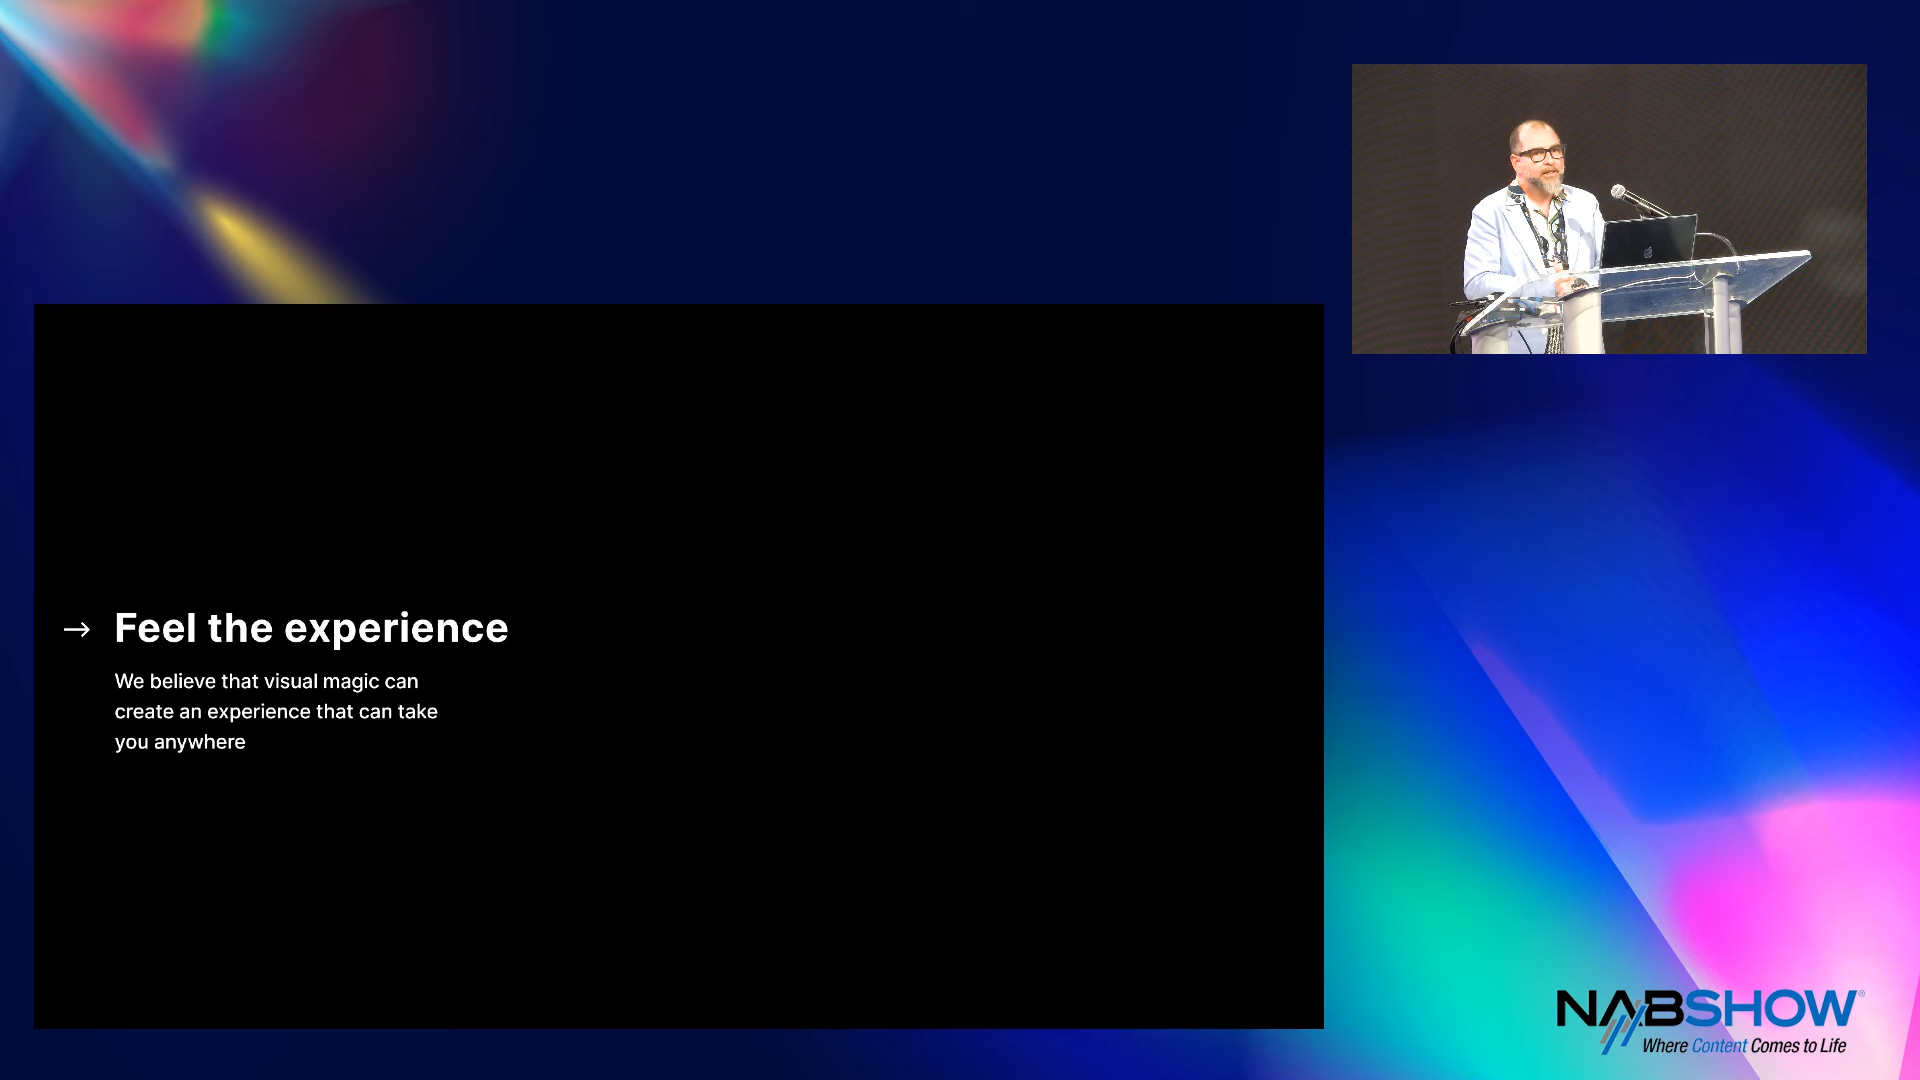 → Feel the experience
We believe that visual magic can
create an experience that can take
you anywhere
NABSHOW®
Where Content Comes to Life